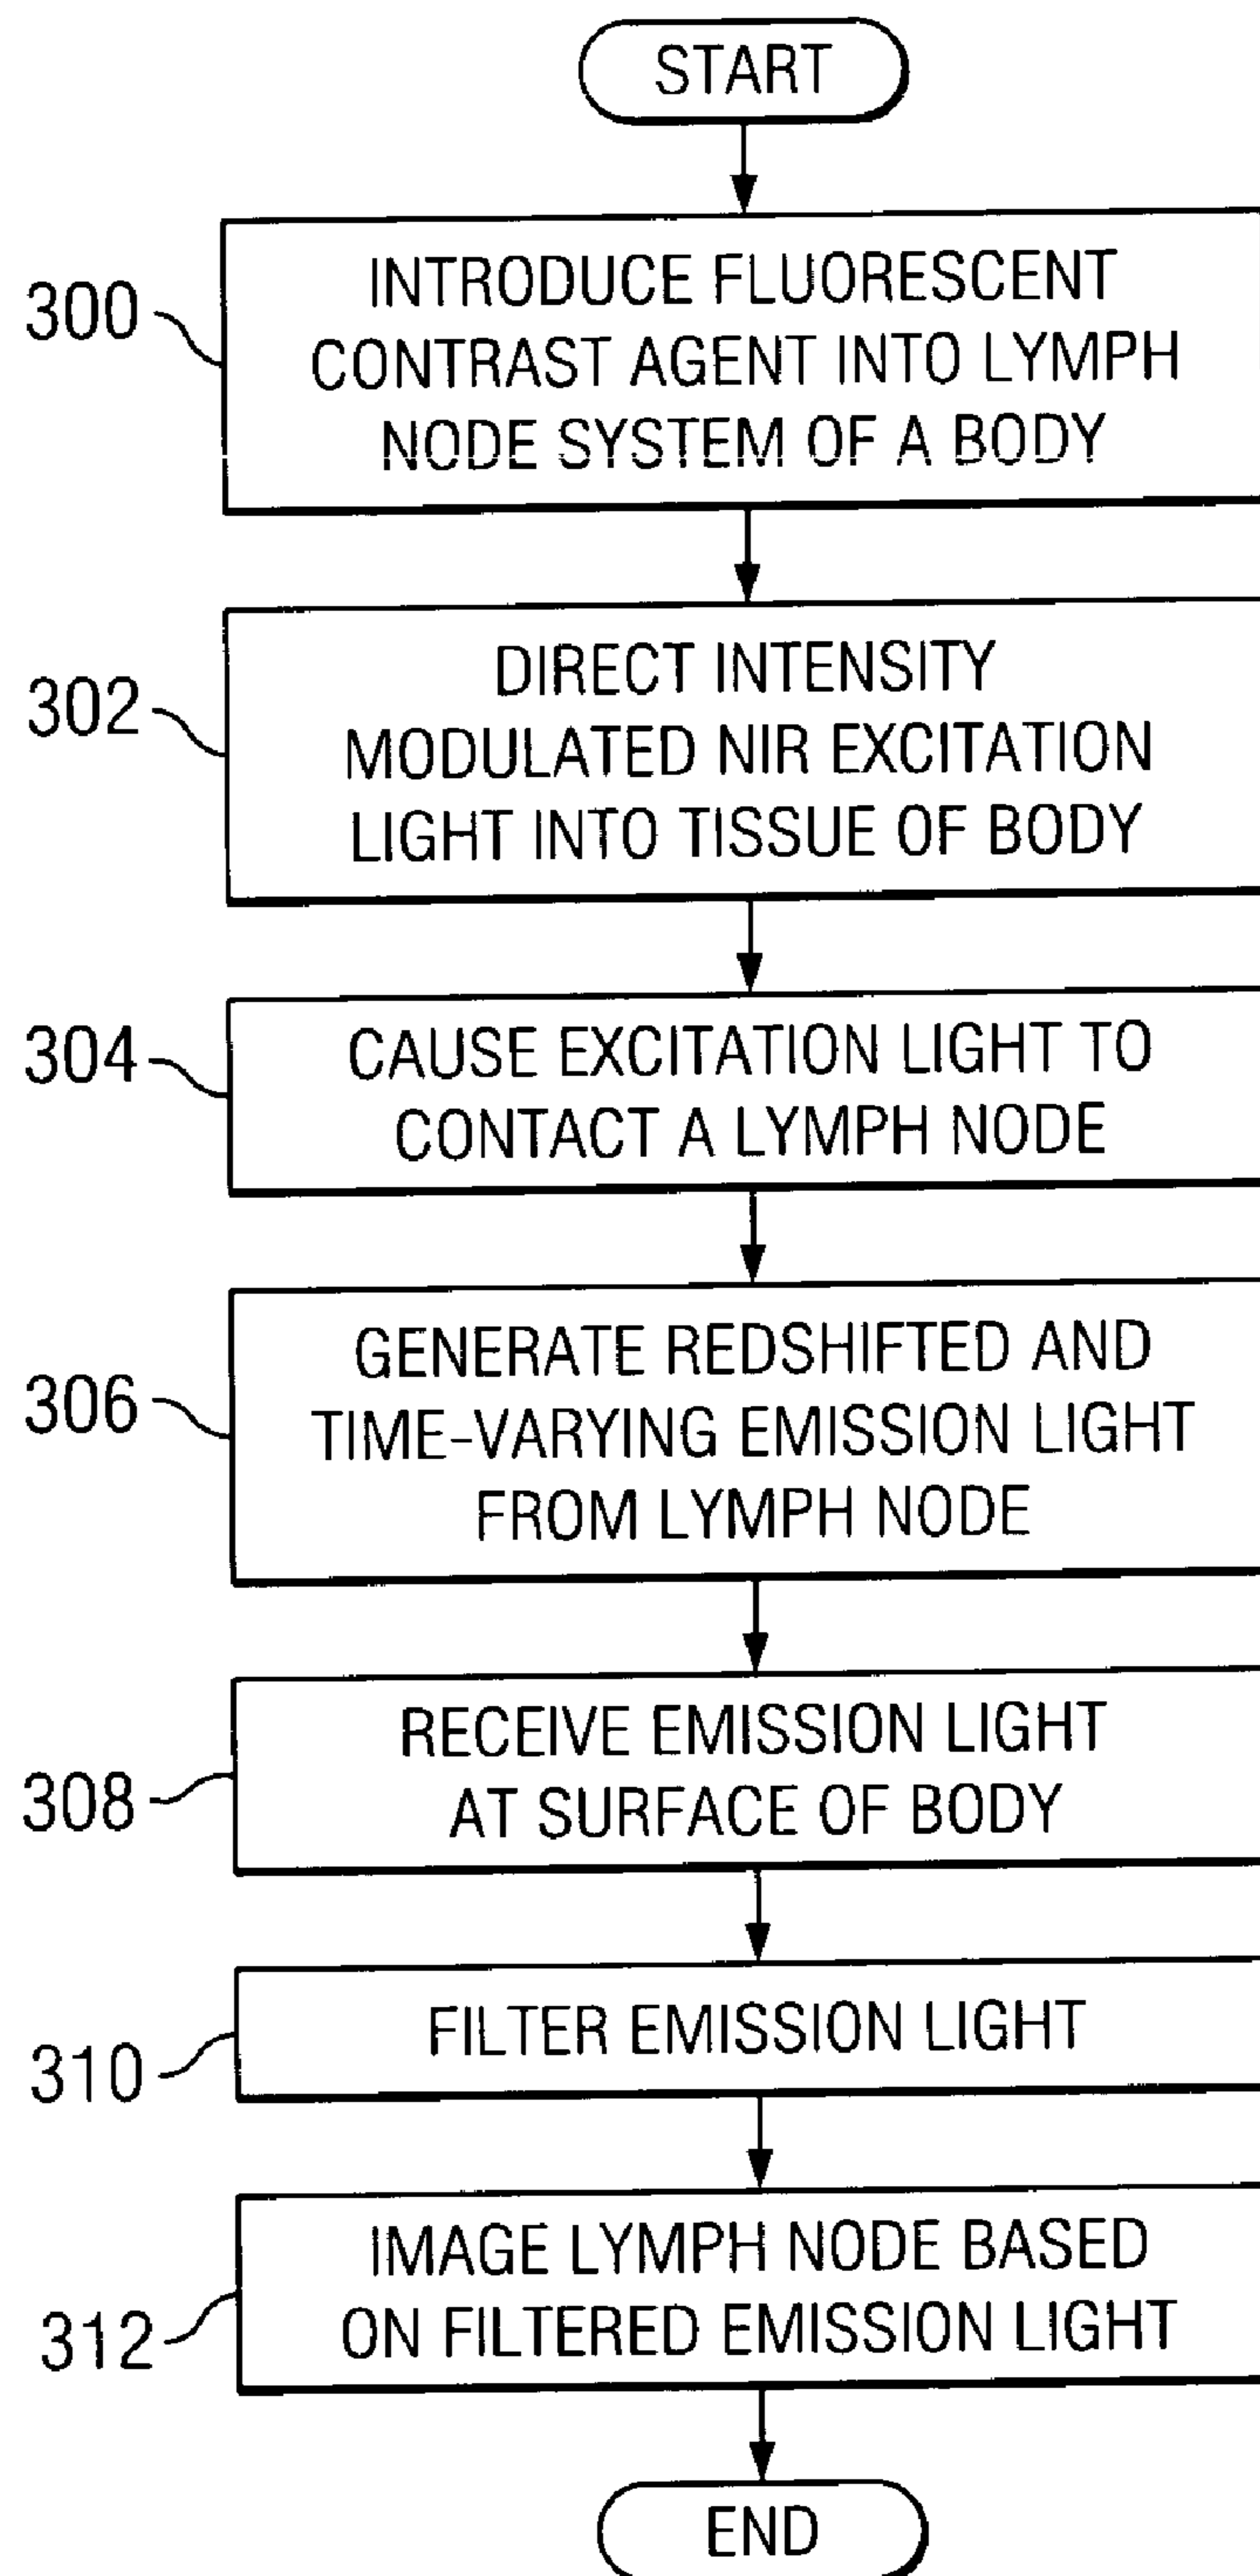 START
300
INTRODUCE FLUORESCENT
CONTRAST AGENT INTO LYMPH
NODE SYSTEM OF A BODY
302
DIRECT INTENSITY
MODULATED NIR EXCITATION
LIGHT INTO TISSUE OF BODY
304
CAUSE EXCITATION LIGHT TO
CONTACT A LYMPH NODE
306
GENERATE REDSHIFTED AND
TIME-VARYING EMISSION LIGHT
FROM LYMPH NODE
308
RECEIVE EMISSION LIGHT
AT SURFACE OF BODY
310
FILTER EMISSION LIGHT
312
IMAGE LYMPH NODE BASED
ON FILTERED EMISSION LIGHT
END